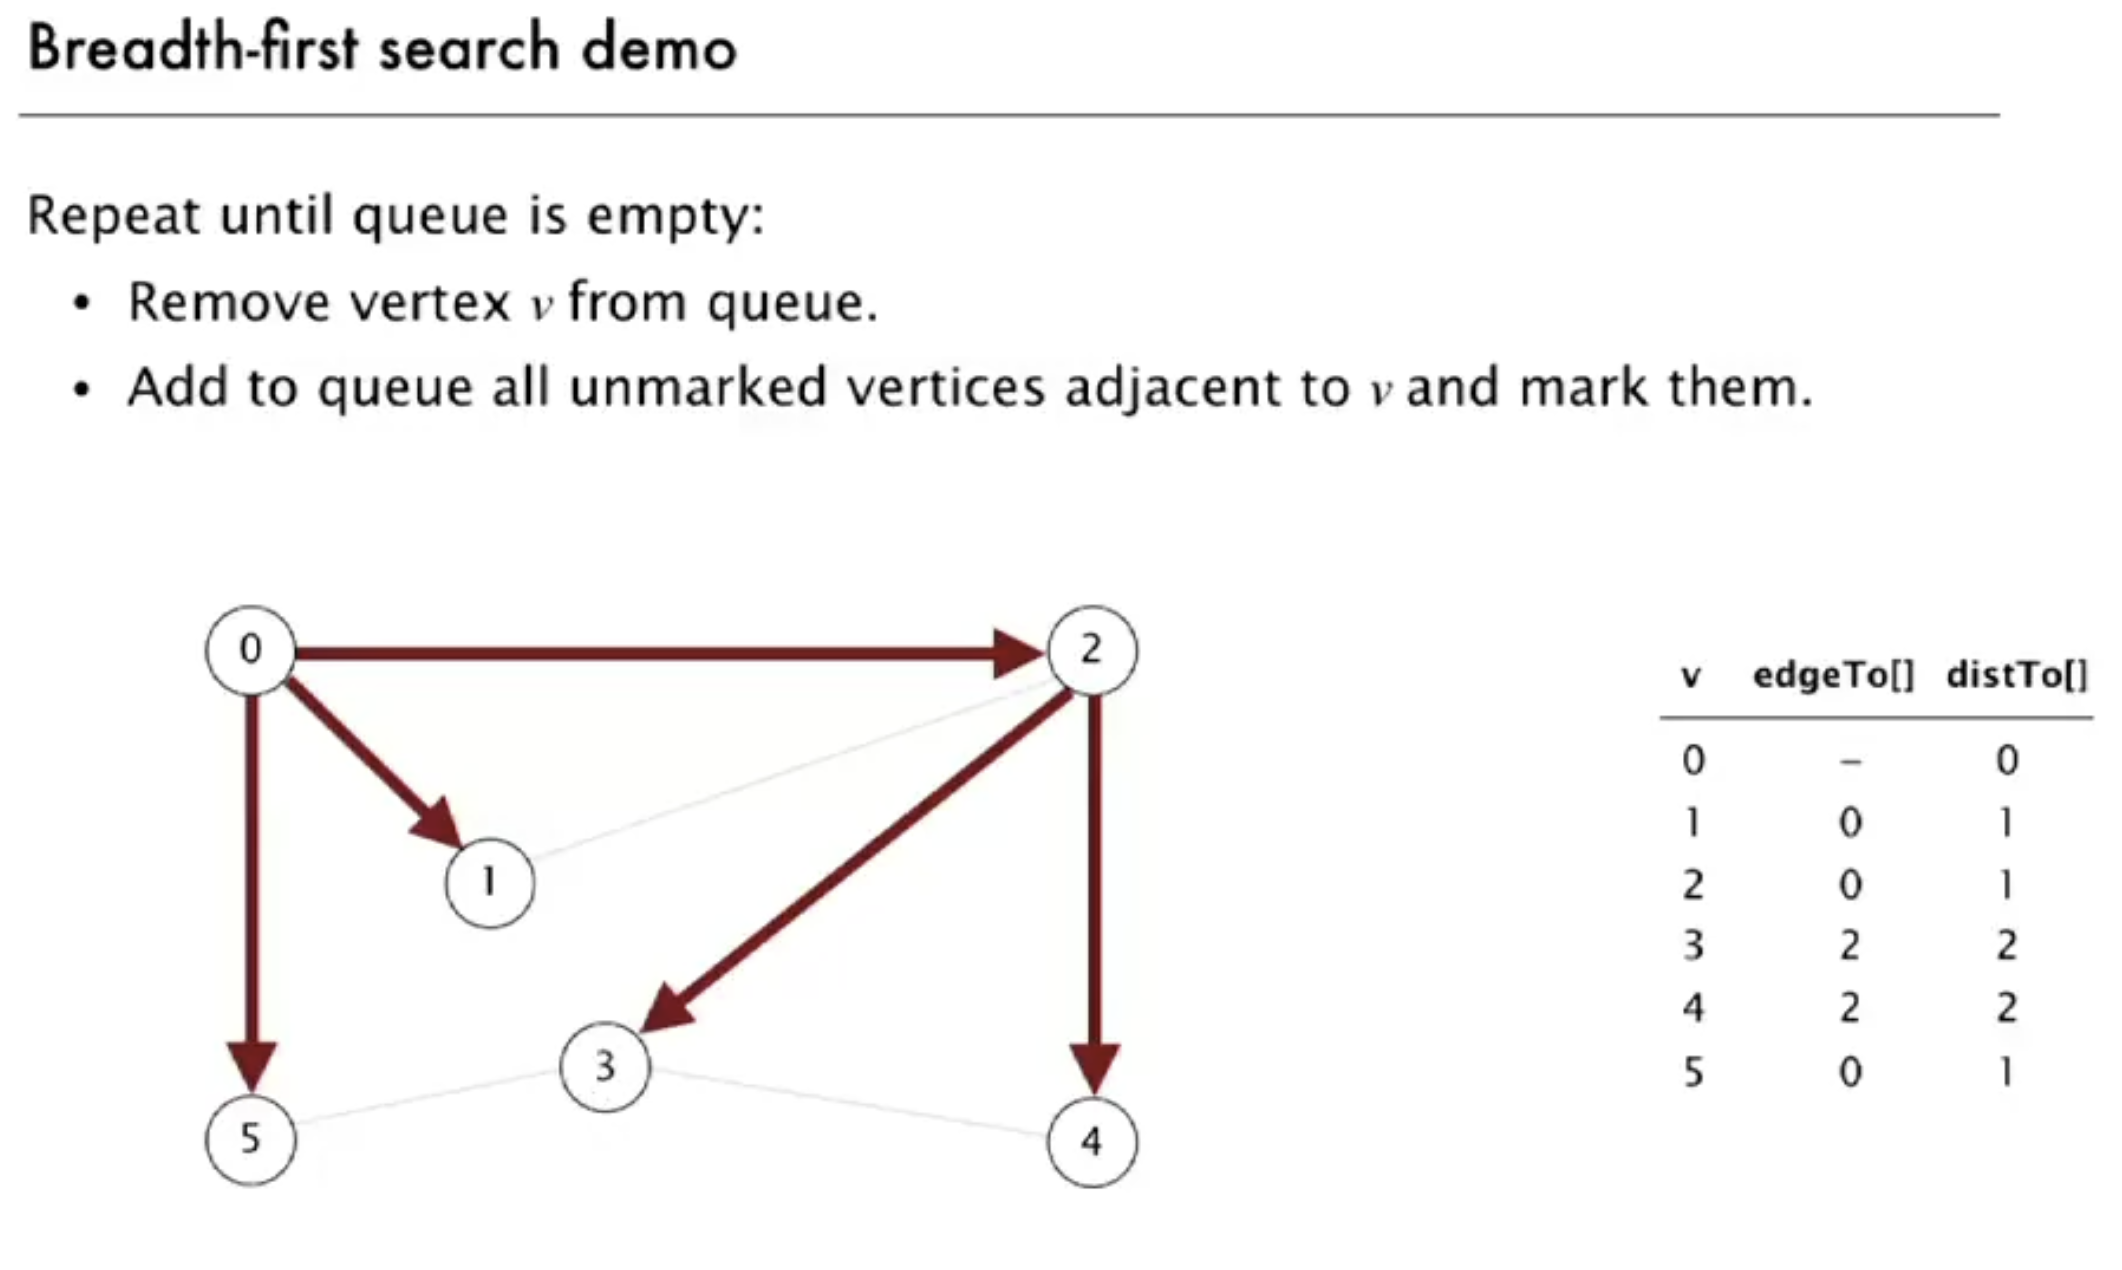 Breadth-first search demo
Repeat until queue is empty:
• Remove vertex v from queue.
• Add to queue all unmarked vertices adjacent to v and mark them.
0
2
1
3
5
4
v edgeTo[] distTo[]
0 – 0
1 0 1
2 0 1
3 2 2
4 2 2
5 0 1